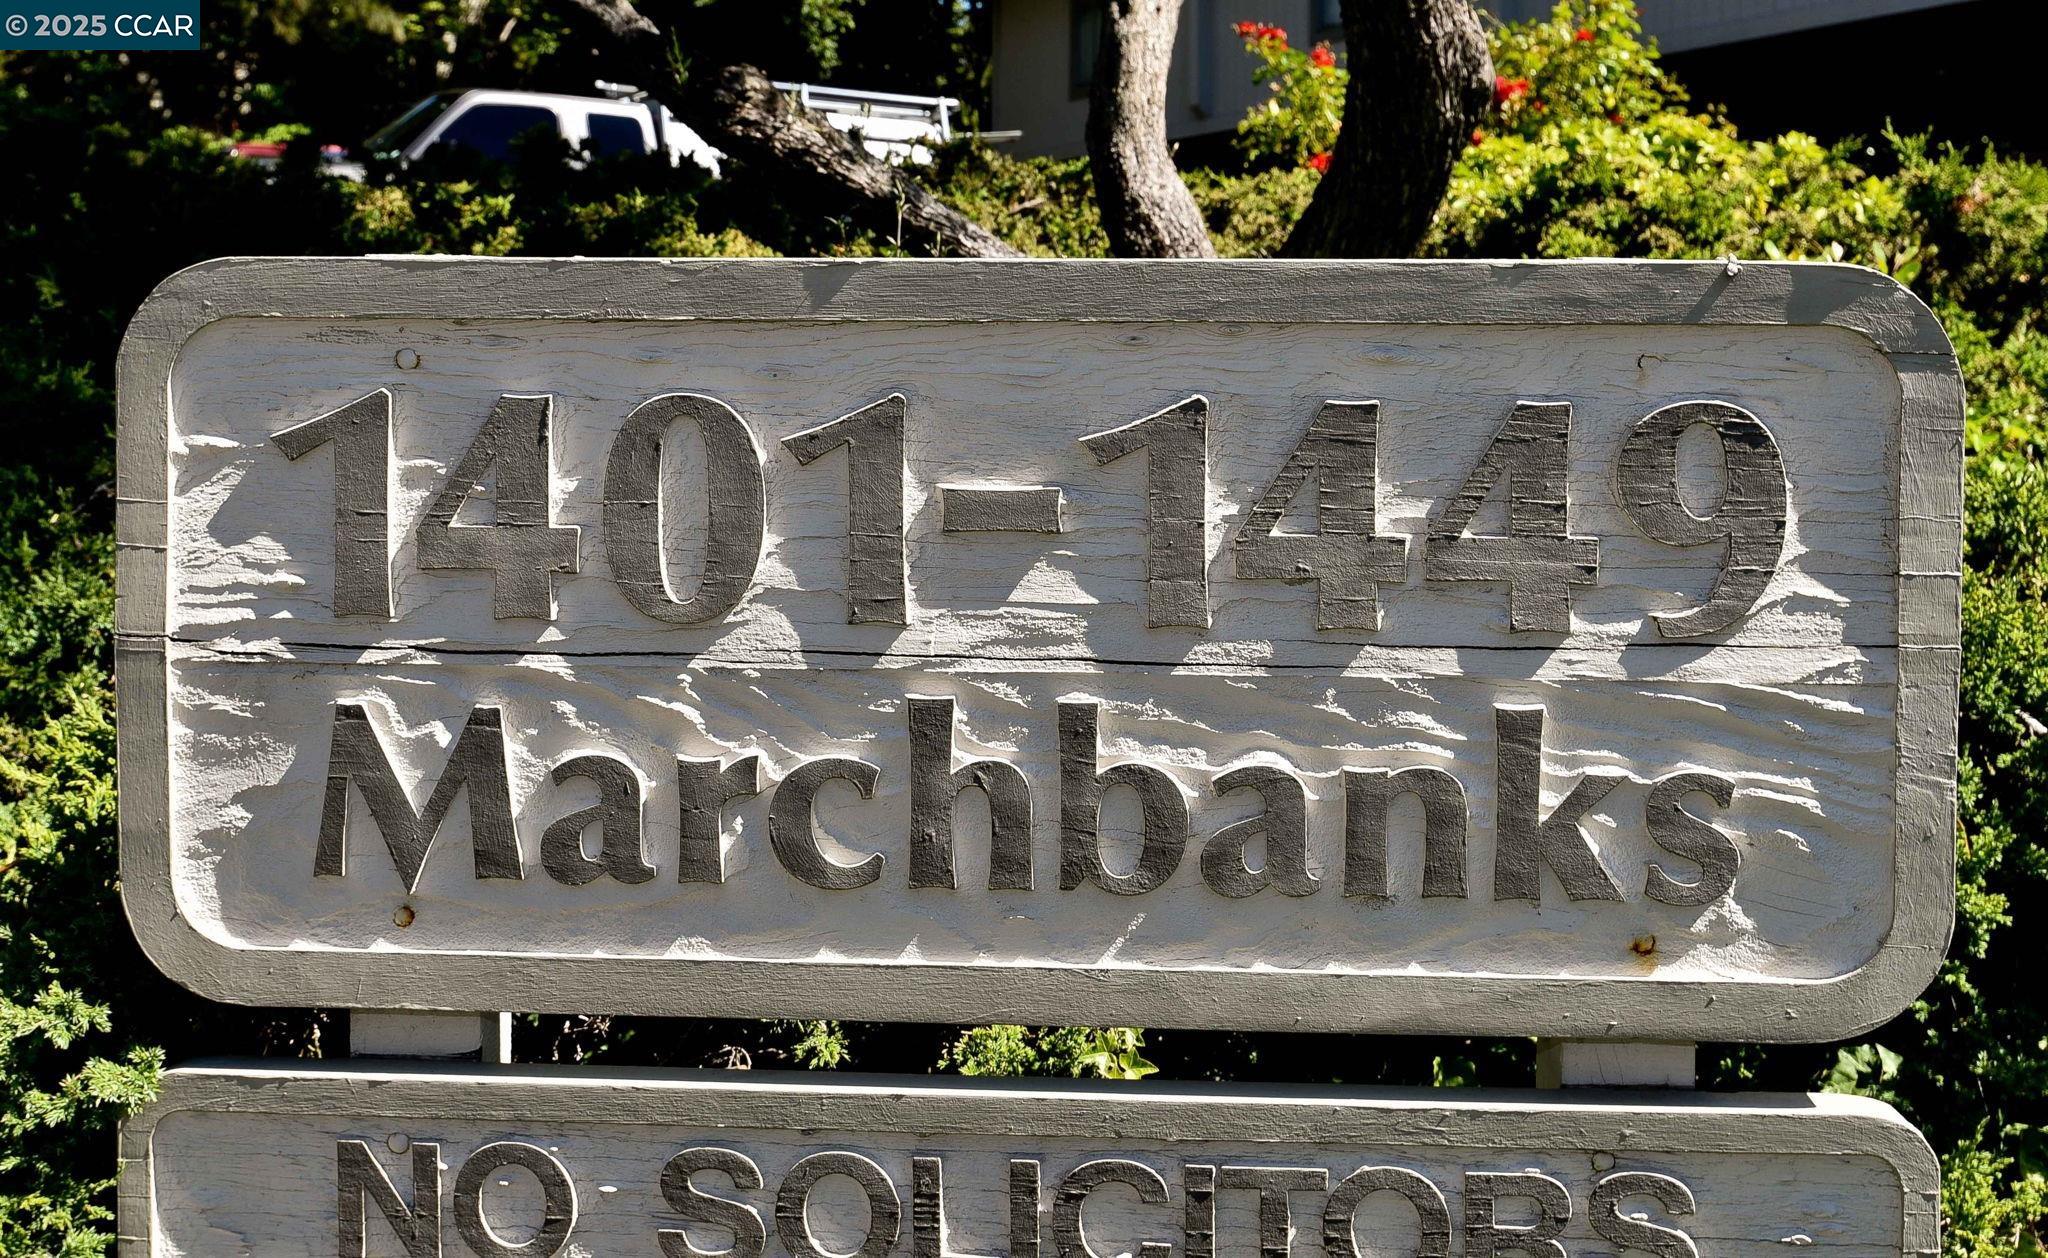 © 2025 CCAR
1401-1449
Marchbanks
NO SOLICITORS